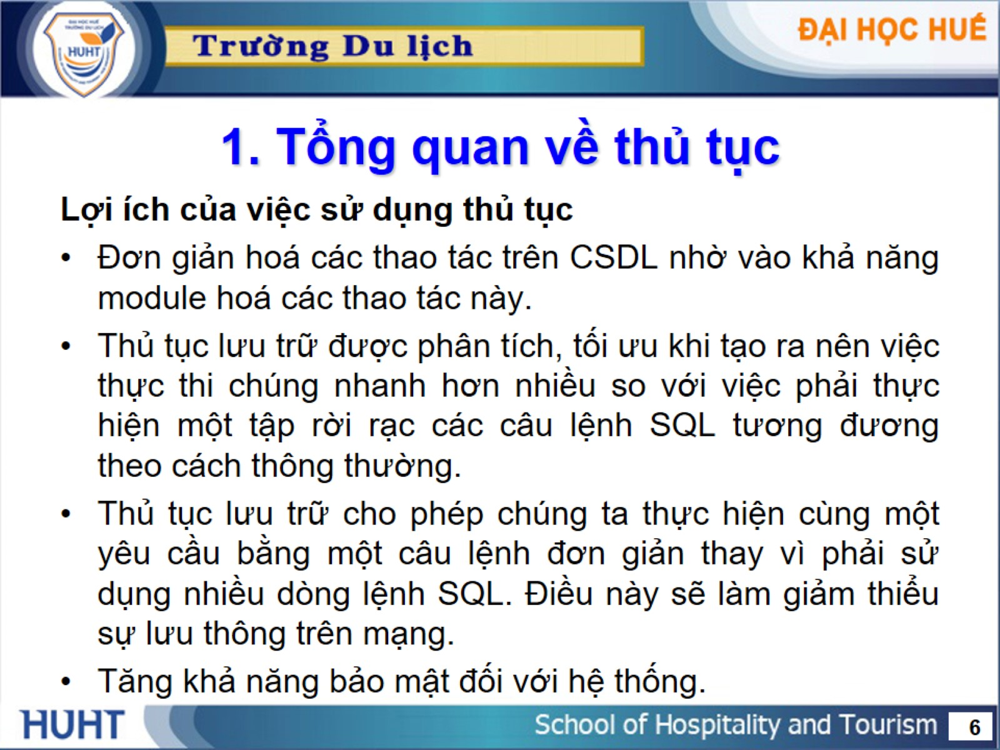 ĐẠI HỌC HUẾ
TRƯỜNG DU LỊCH
HUHT
Trường Du lịch
ĐẠI HỌC HUẾ
1. Tổng quan về thủ tục
Lợi ích của việc sử dụng thủ tục
• Đơn giản hoá các thao tác trên CSDL nhờ vào khả năng
module hoá các thao tác này.
• Thủ tục lưu trữ được phân tích, tối ưu khi tạo ra nên việc
thực thi chúng nhanh hơn nhiều so với việc phải thực
hiện một tập rời rạc các câu lệnh SQL tương đương
theo cách thông thường.
• Thủ tục lưu trữ cho phép chúng ta thực hiện cùng một
yêu cầu bằng một câu lệnh đơn giản thay vì phải sử
dụng nhiều dòng lệnh SQL. Điều này sẽ làm giảm thiểu
sự lưu thông trên mạng.
• Tăng khả năng bảo mật đối với hệ thống.
HUHT
School of Hospitality and Tourism
6